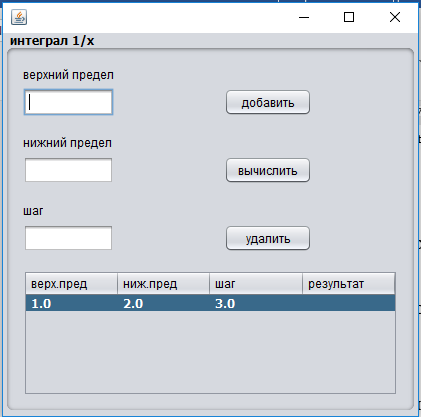 интеграл 1/x
верхний предел
добавить
нижний предел
вычислить
шаг
удалить
верх.пред ниж.пред шаг результат
1.0 2.0 3.0